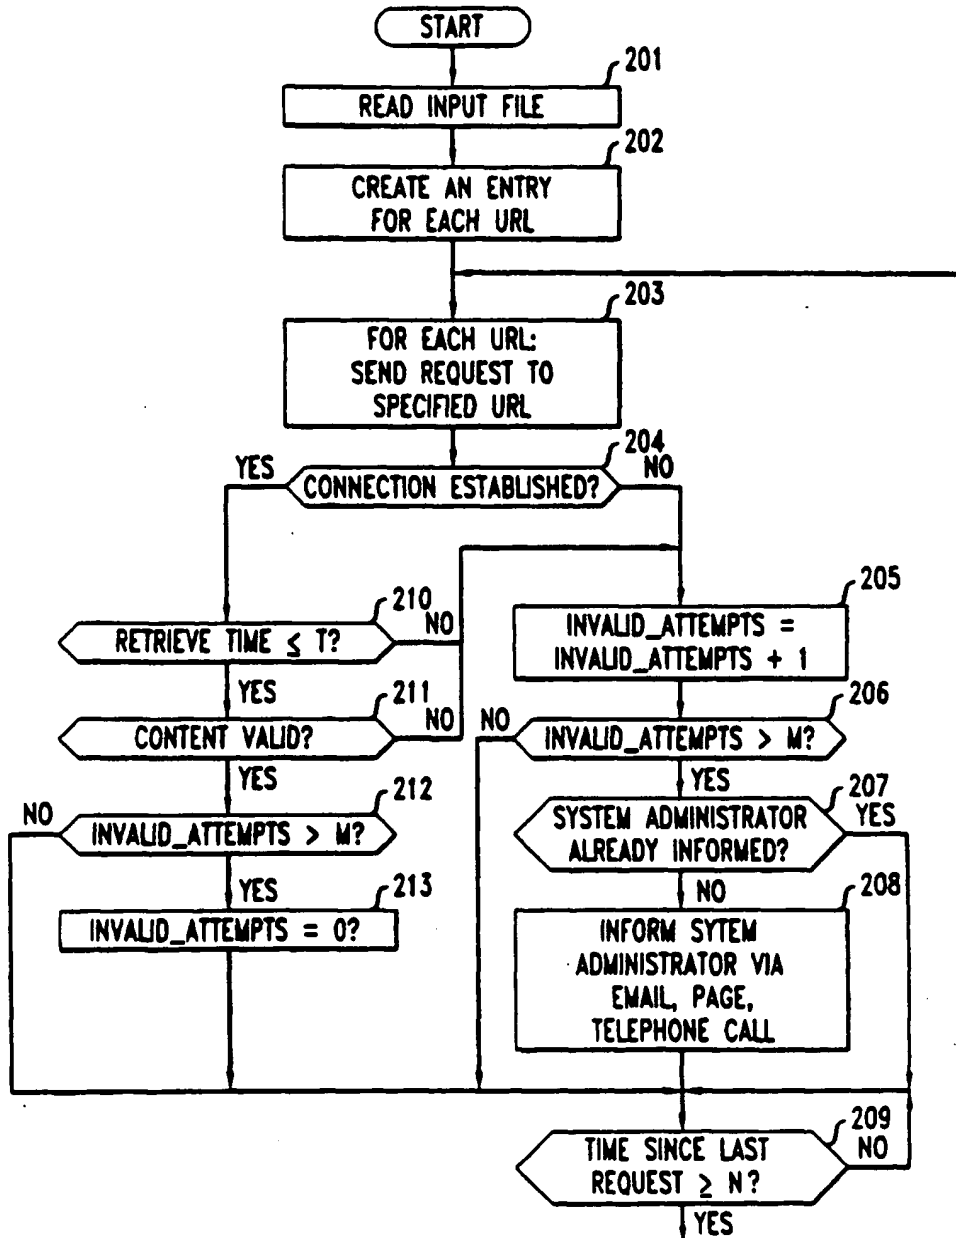 START
201
READ INPUT FILE
202
CREATE AN ENTRY
FOR EACH URL
203
FOR EACH URL:
SEND REQUEST TO
SPECIFIED URL
204
YES
NO
CONNECTION ESTABLISHED?
210
NO
RETRIEVE TIME ≤ T?
205
INVALID_ATTEMPTS =
INVALID_ATTEMPTS + 1
YES
211
NO
CONTENT VALID?
206
NO
INVALID_ATTEMPTS > M?
YES
212
NO
INVALID_ATTEMPTS > M?
YES
207
YES
SYSTEM ADMINISTRATOR
ALREADY INFORMED?
YES
213
INVALID_ATTEMPTS = 0?
NO
208
INFORM SYTEM
ADMINISTRATOR VIA
EMAIL, PAGE,
TELEPHONE CALL
209
NO
TIME SINCE LAST
REQUEST ≥ N?
YES